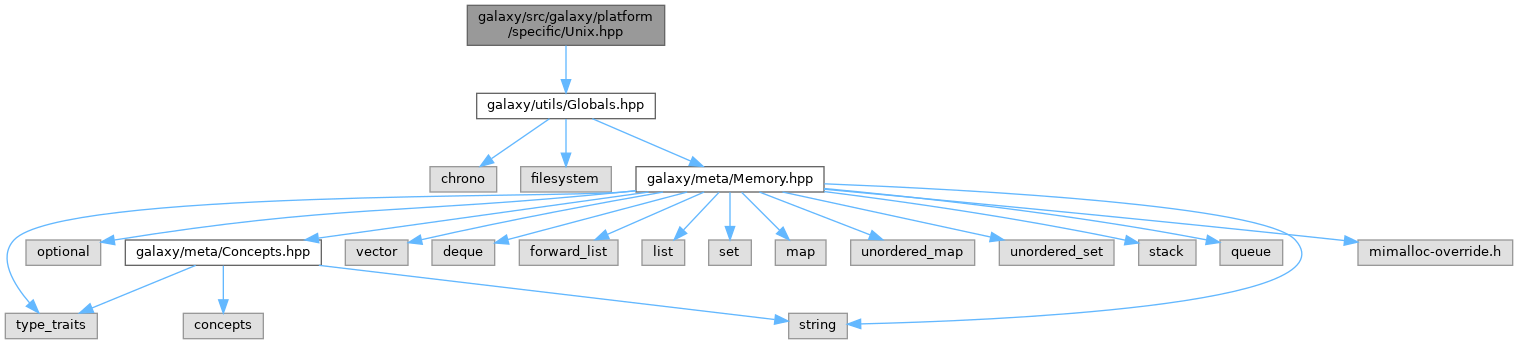 galaxy/src/galaxy/platform
/specific/Unix.hpp
galaxy/utils/Globals.hpp
chrono
filesystem
galaxy/meta/Memory.hpp
optional
galaxy/meta/Concepts.hpp
vector
deque
forward_list
list
set
map
unordered_map
unordered_set
stack
queue
mimalloc-override.h
type_traits
concepts
string